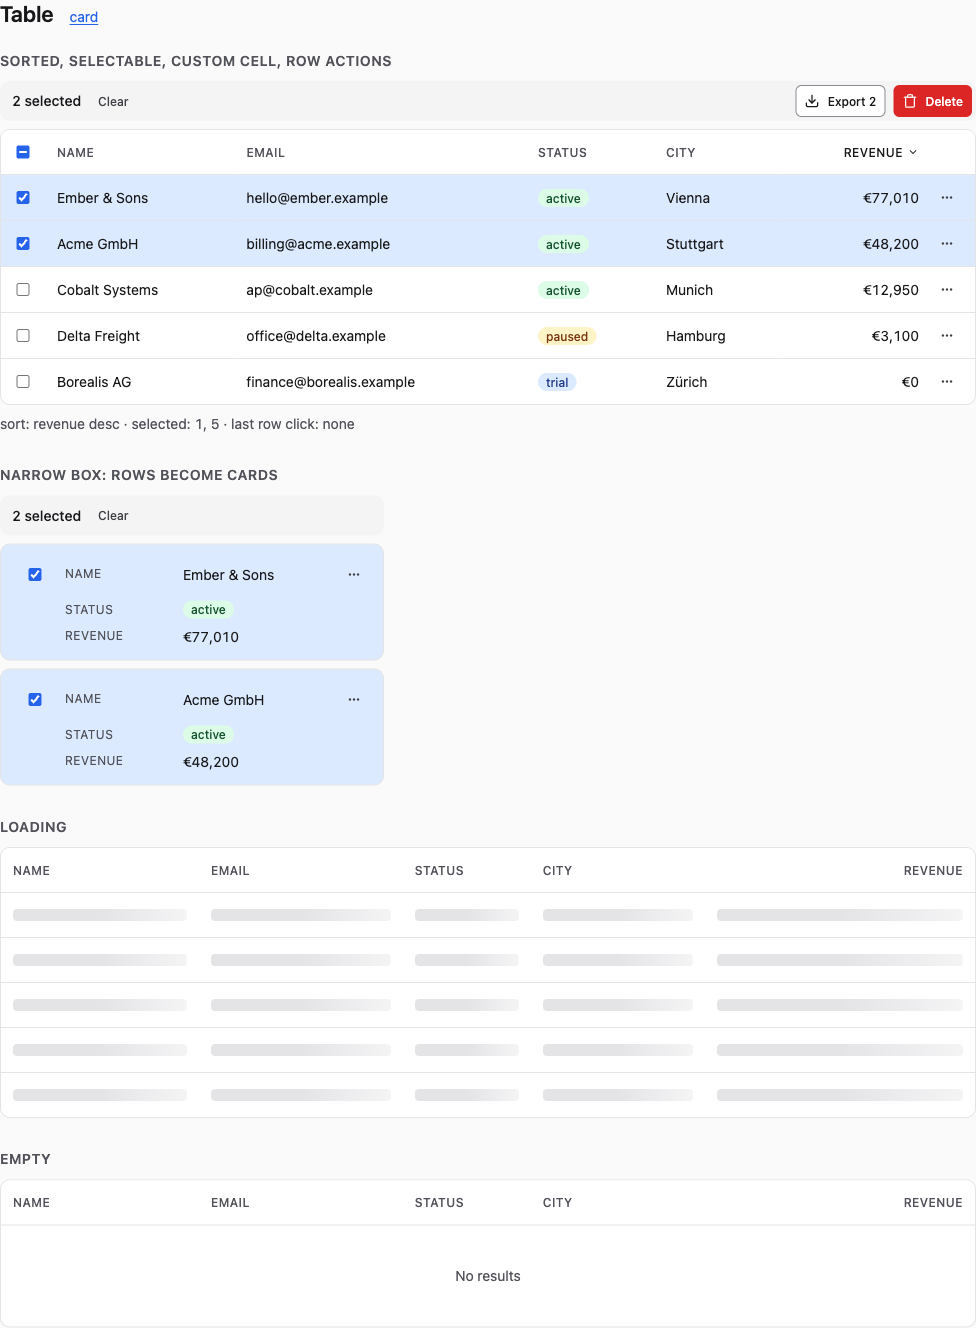 Table card
SORTED, SELECTABLE, CUSTOM CELL, ROW ACTIONS
2 selected Clear Export 2 Delete
NAME EMAIL STATUS CITY REVENUE
Ember & Sons hello@ember.example active Vienna €77,010 ···
Acme GmbH billing@acme.example active Stuttgart €48,200 ···
Cobalt Systems ap@cobalt.example active Munich €12,950 ···
Delta Freight office@delta.example paused Hamburg €3,100 ···
Borealis AG finance@borealis.example trial Zürich €0 ···
sort: revenue desc · selected: 1, 5 · last row click: none
NARROW BOX: ROWS BECOME CARDS
2 selected Clear
NAME Ember & Sons ···
STATUS active
REVENUE €77,010
NAME Acme GmbH ···
STATUS active
REVENUE €48,200
LOADING
NAME EMAIL STATUS CITY REVENUE
EMPTY
NAME EMAIL STATUS CITY REVENUE
No results